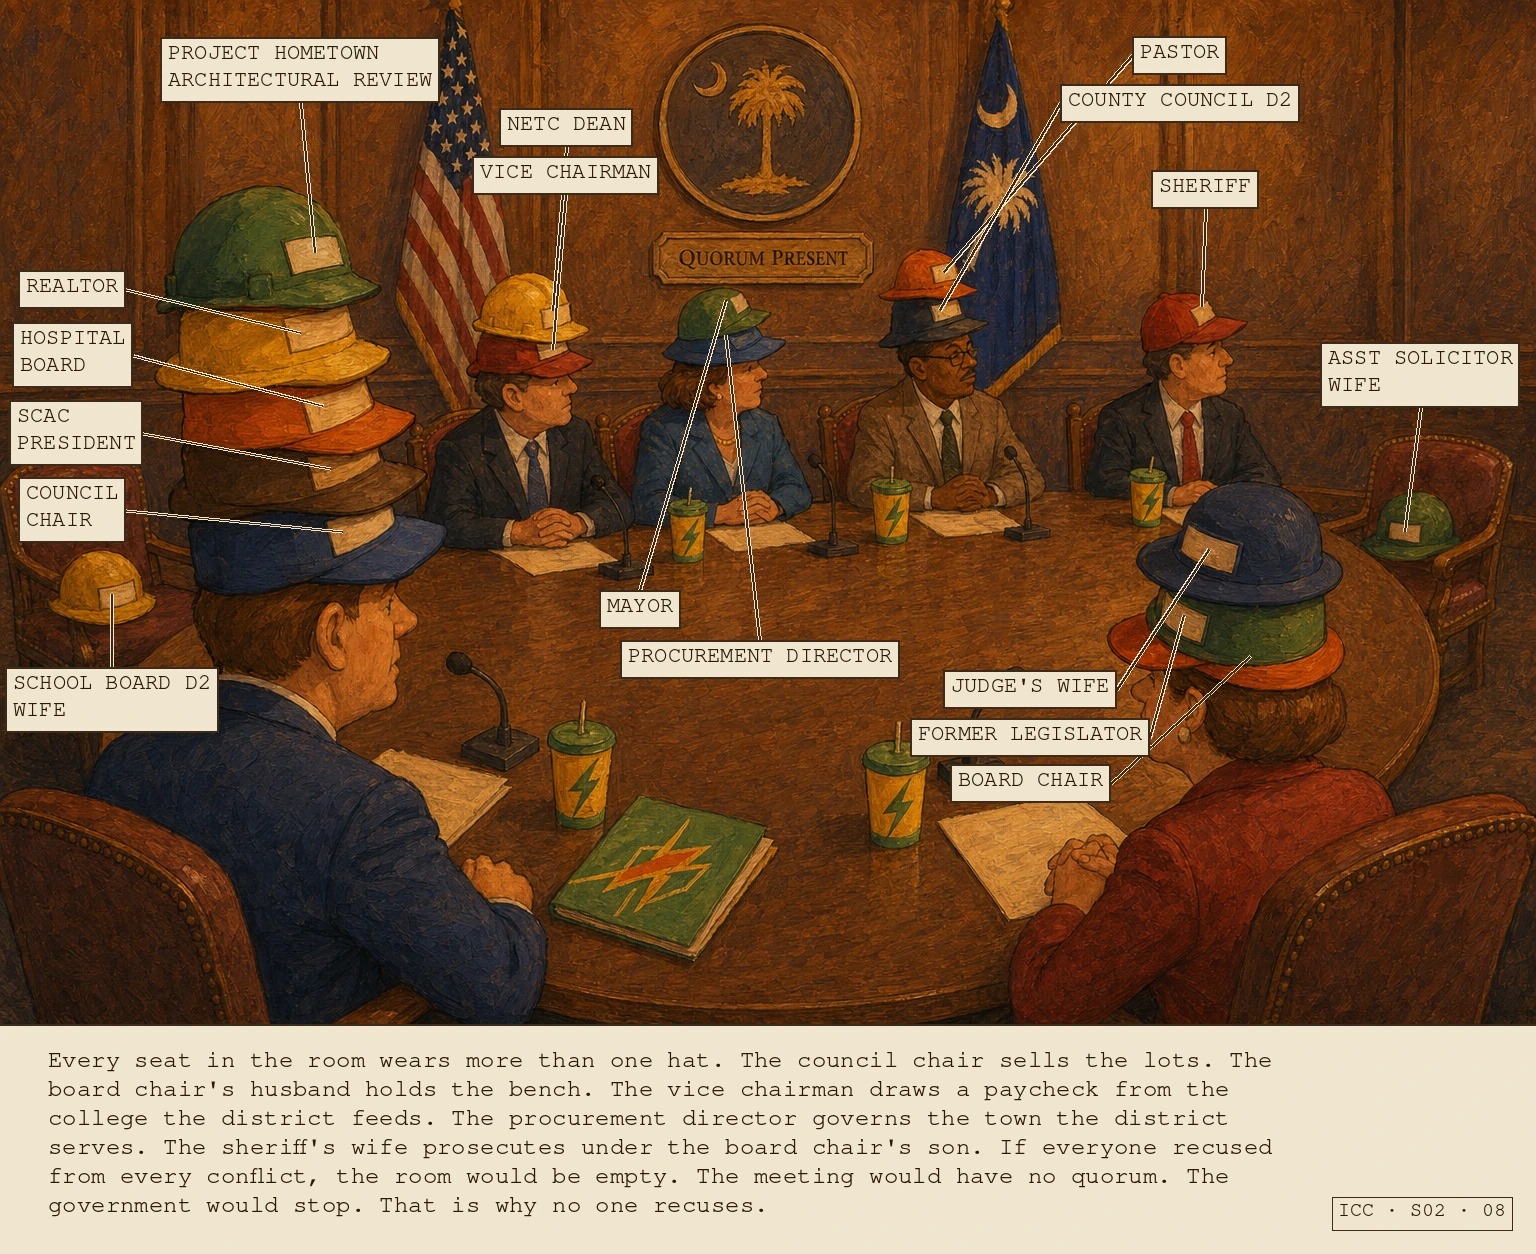 PROJECT HOMETOWN
ARCHITECTURAL REVIEW
PASTOR
COUNTY COUNCIL D2
NETC DEAN
VICE CHAIRMAN
SHERIFF
QUORUM PRESENT
REALTOR
HOSPITAL
BOARD
ASST SOLICITOR
WIFE
SCAC
PRESIDENT
COUNCIL
CHAIR
MAYOR
PROCUREMENT DIRECTOR
SCHOOL BOARD D2
WIFE
JUDGE'S WIFE
FORMER LEGISLATOR
BOARD CHAIR
Every seat in the room wears more than one hat. The council chair sells the lots. The
board chair's husband holds the bench. The vice chairman draws a paycheck from the
college the district feeds. The procurement director governs the town the district
serves. The sheriff's wife prosecutes under the board chair's son. If everyone recused
from every conflict, the room would be empty. The meeting would have no quorum. The
government would stop. That is why no one recuses.
ICC · S02 · 08